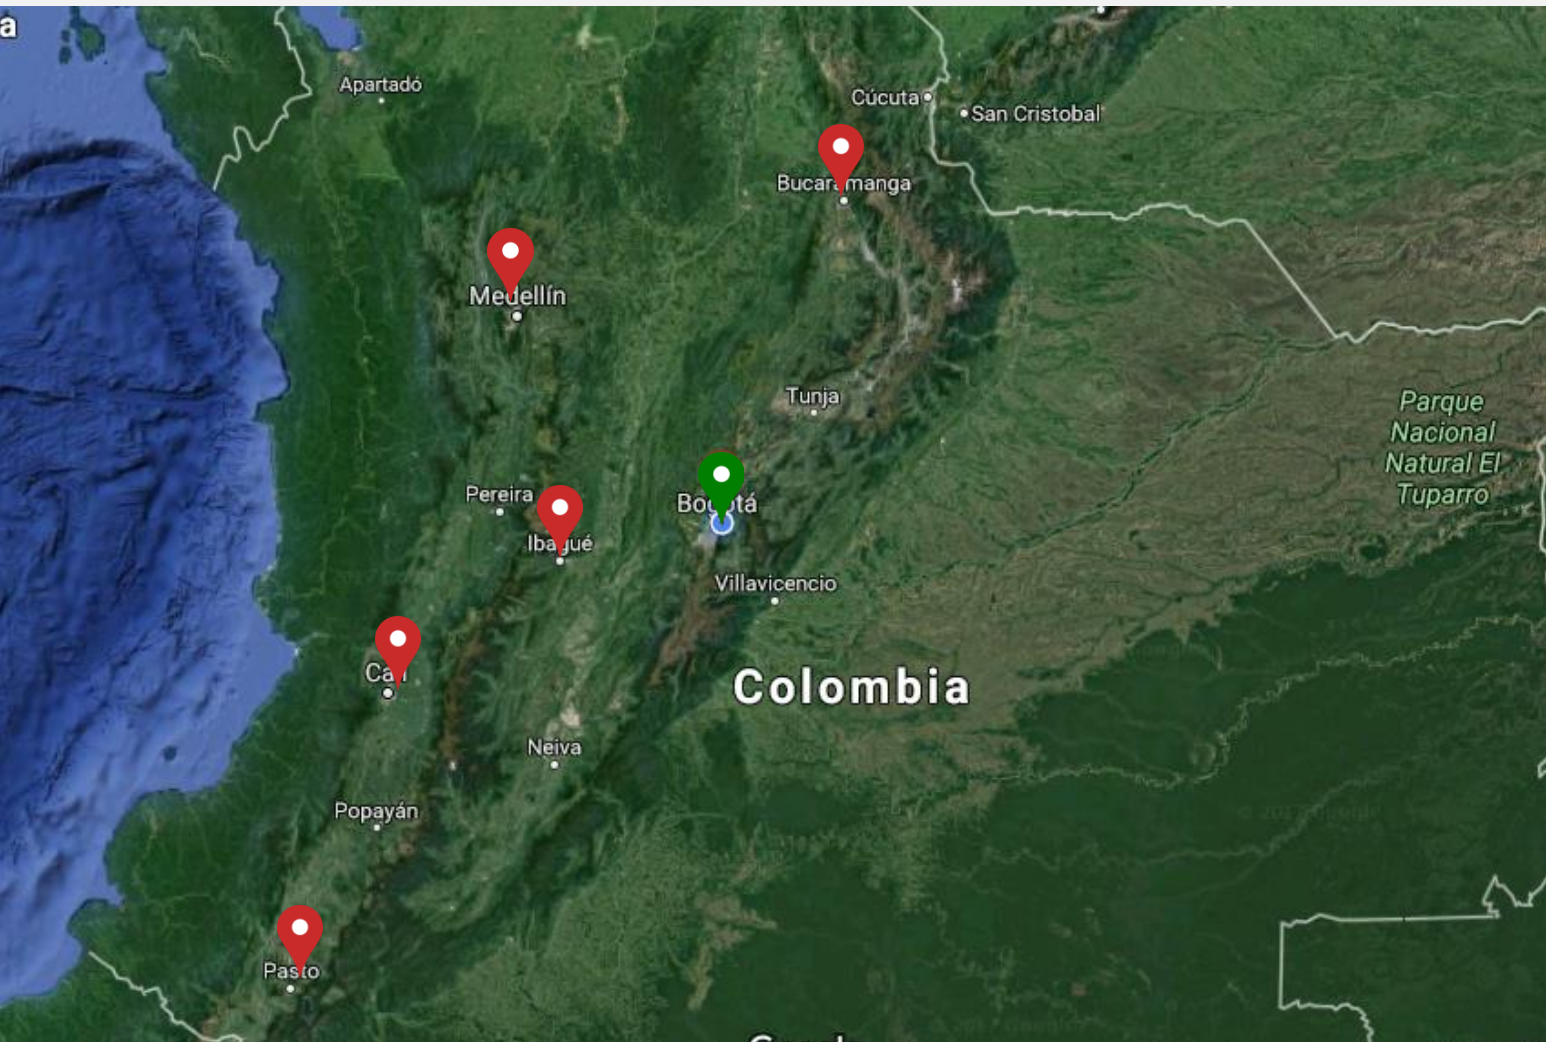 a
Apartadó
Cúcuta
San Cristobal
Bucaramanga
Medellín
Tunja
Parque
Nacional
Natural El
Tuparro
Pereira
Bogotá
Ibagué
Villavicencio
Cali
Colombia
Neiva
Popayán
Pasto